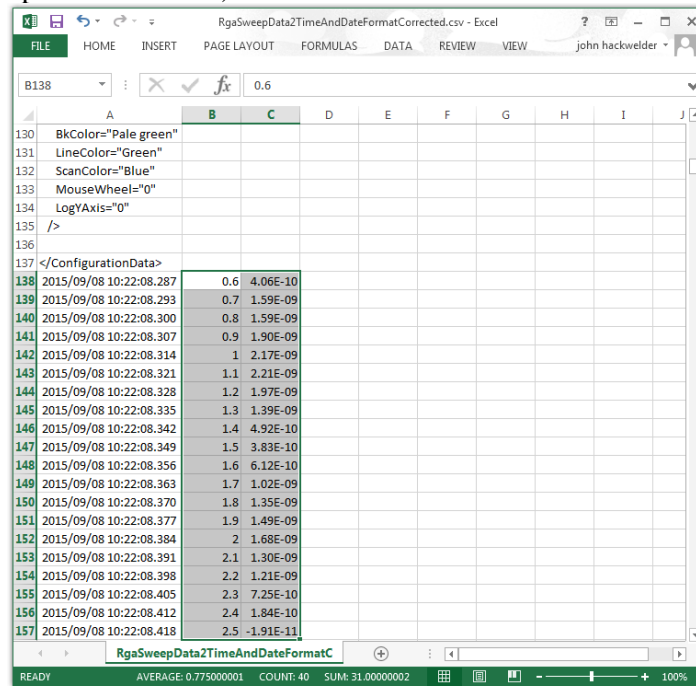 RgaSweepData2TimeAndDateFormatCorrected.csv - Excel ?
FILE HOME INSERT PAGE LAYOUT FORMULAS DATA REVIEW VIEW john hackwelder
B138 fx 0.6
A B C D E F G H I J
130 BkColor="Pale green"
131 LineColor="Green"
132 ScanColor="Blue"
133 MouseWheel="0"
134 LogYAxis="0"
135 />
136
137 </ConfigurationData>
138 2015/09/08 10:22:08.287 0.6 4.06E-10
139 2015/09/08 10:22:08.293 0.7 1.59E-09
140 2015/09/08 10:22:08.300 0.8 1.59E-09
141 2015/09/08 10:22:08.307 0.9 1.90E-09
142 2015/09/08 10:22:08.314 1 2.17E-09
143 2015/09/08 10:22:08.321 1.1 2.21E-09
144 2015/09/08 10:22:08.328 1.2 1.97E-09
145 2015/09/08 10:22:08.335 1.3 1.39E-09
146 2015/09/08 10:22:08.342 1.4 4.92E-10
147 2015/09/08 10:22:08.349 1.5 3.83E-10
148 2015/09/08 10:22:08.356 1.6 6.12E-10
149 2015/09/08 10:22:08.363 1.7 1.02E-09
150 2015/09/08 10:22:08.370 1.8 1.35E-09
151 2015/09/08 10:22:08.377 1.9 1.49E-09
152 2015/09/08 10:22:08.384 2 1.68E-09
153 2015/09/08 10:22:08.391 2.1 1.30E-09
154 2015/09/08 10:22:08.398 2.2 1.21E-09
155 2015/09/08 10:22:08.405 2.3 7.25E-10
156 2015/09/08 10:22:08.412 2.4 1.84E-10
157 2015/09/08 10:22:08.418 2.5 -1.91E-11
RgaSweepData2TimeAndDateFormatC
READY AVERAGE: 0.775000001 COUNT: 40 SUM: 31.00000002 100%